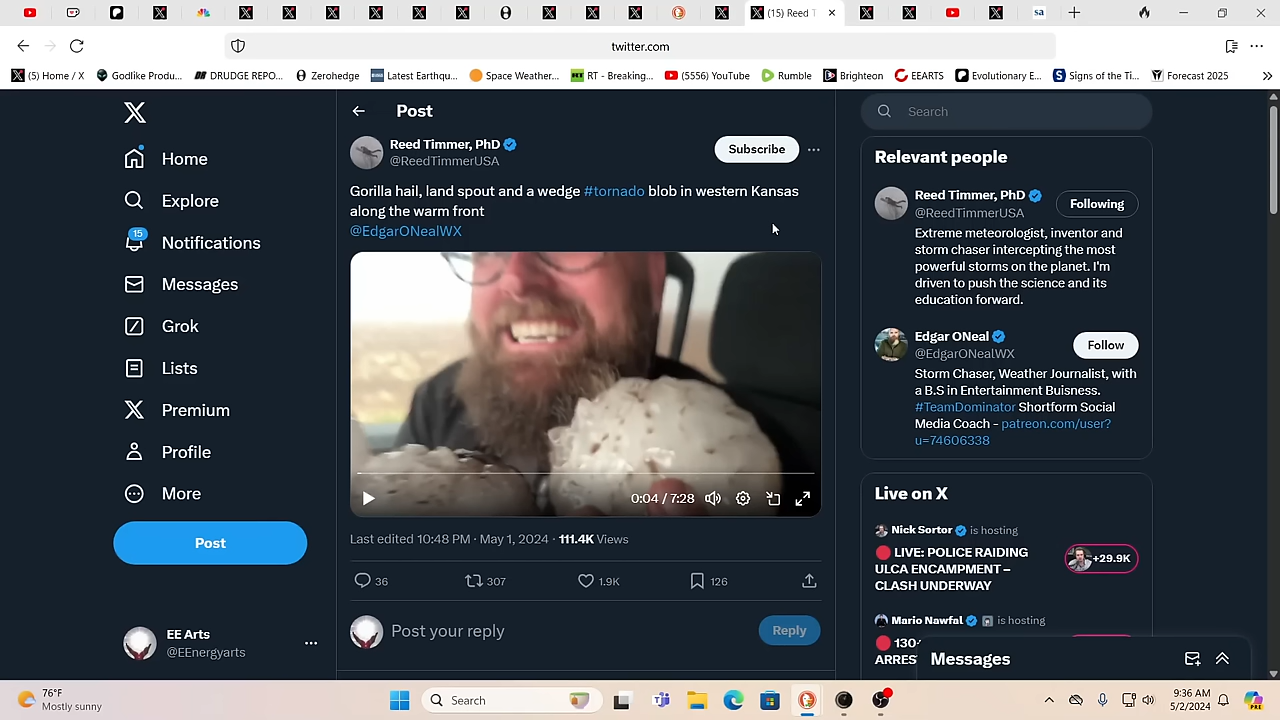 (15) Reed T
twitter.com
(5) Home / X
Godlike Produ...
DRUDGE REPO...
Zerohedge
Latest Earthqu...
Space Weather...
RT - Breaking...
(5556) YouTube
Rumble
Brighteon
EEARTS
Evolutionary E...
Signs of the Ti...
Forecast 2025
Home
Explore
15
Notifications
Messages
Grok
Lists
Premium
Profile
More
Post
EE Arts
@EEnergyarts
Post
Reed Timmer, PhD
@ReedTimmerUSA
Subscribe
Gorilla hail, land spout and a wedge #tornado blob in western Kansas
along the warm front
@EdgarONealWX
0:04 / 7:28
Last edited 10:48 PM · May 1, 2024 · 111.4K Views
36
307
1.9K
126
Post your reply
Reply
Search
Relevant people
Reed Timmer, PhD
@ReedTimmerUSA
Following
Extreme meteorologist, inventor and
storm chaser intercepting the most
powerful storms on the planet. I'm
driven to push the science and its
education forward.
Edgar ONeal
@EdgarONealWX
Follow
Storm Chaser, Weather Journalist, with
a B.S in Entertainment Buisness.
#TeamDominator Shortform Social
Media Coach - patreon.com/user?
u=74606338
Live on X
Nick Sortor is hosting
LIVE: POLICE RAIDING
ULCA ENCAMPMENT –
CLASH UNDERWAY
+29.9K
Mario Nawfal is hosting
130+
ARRES
Messages
76°F
Mostly sunny
Search
9:36 AM
5/2/2024